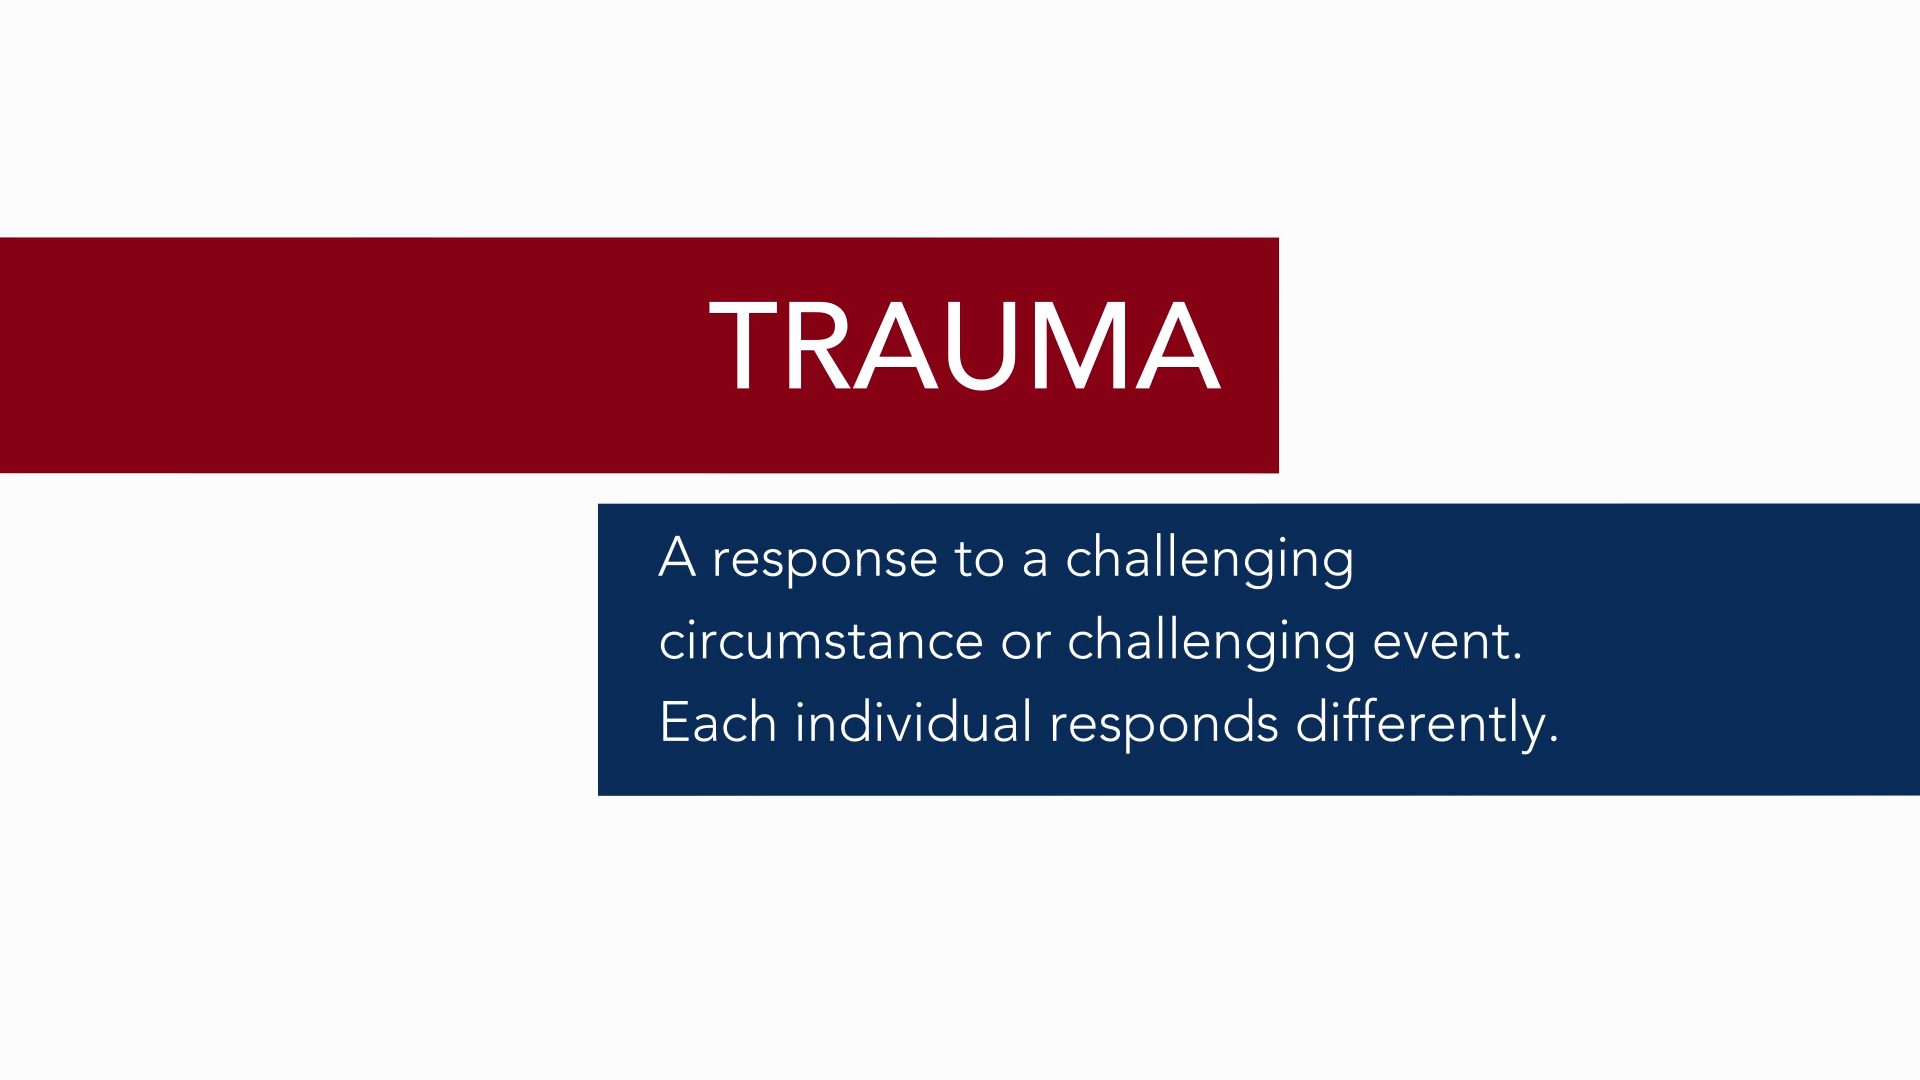 TRAUMA
A response to a challenging
circumstance or challenging event.
Each individual responds differently.